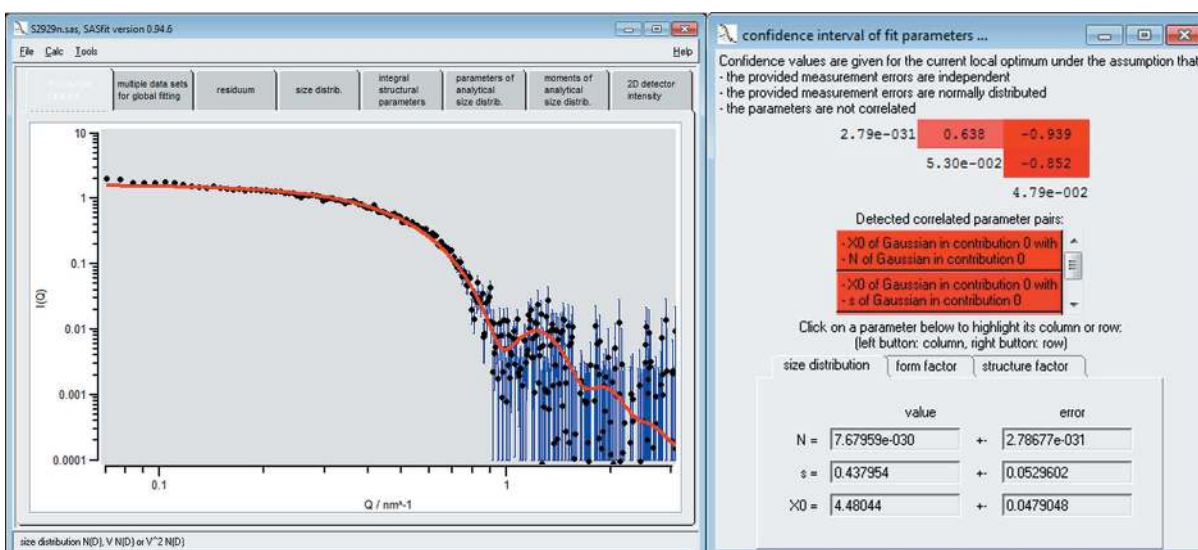 S2929n.sas, SASfit version 0.94.6
File Calc Tools Help
multiple data sets for global fitting
residuum
size distrib.
integral structural parameters
parameters of analytical size distrib.
moments of analytical size distrib.
2D detector intensity
10
1
0.1
0.01
0.001
0.0001
I(Q)
0.1 1
Q / nm^-1
size distribution N(D), V N(D) or V^2 N(D)
confidence interval of fit parameters ...
Confidence values are given for the current local optimum under the assumption that
- the provided measurement errors are independent
- the provided measurement errors are normally distributed
- the parameters are not correlated
2.79e-031 0.638 -0.939
5.30e-002 -0.852
4.79e-002
Detected correlated parameter pairs:
- X0 of Gaussian in contribution 0 with
- N of Gaussian in contribution 0
- X0 of Gaussian in contribution 0 with
- s of Gaussian in contribution 0
Click on a parameter below to highlight its column or row:
(left button: column, right button: row)
size distribution form factor structure factor
value error
N = 7.67959e-030 +- 2.78677e-031
s = 0.437954 +- 0.0529602
X0 = 4.48044 +- 0.0479048